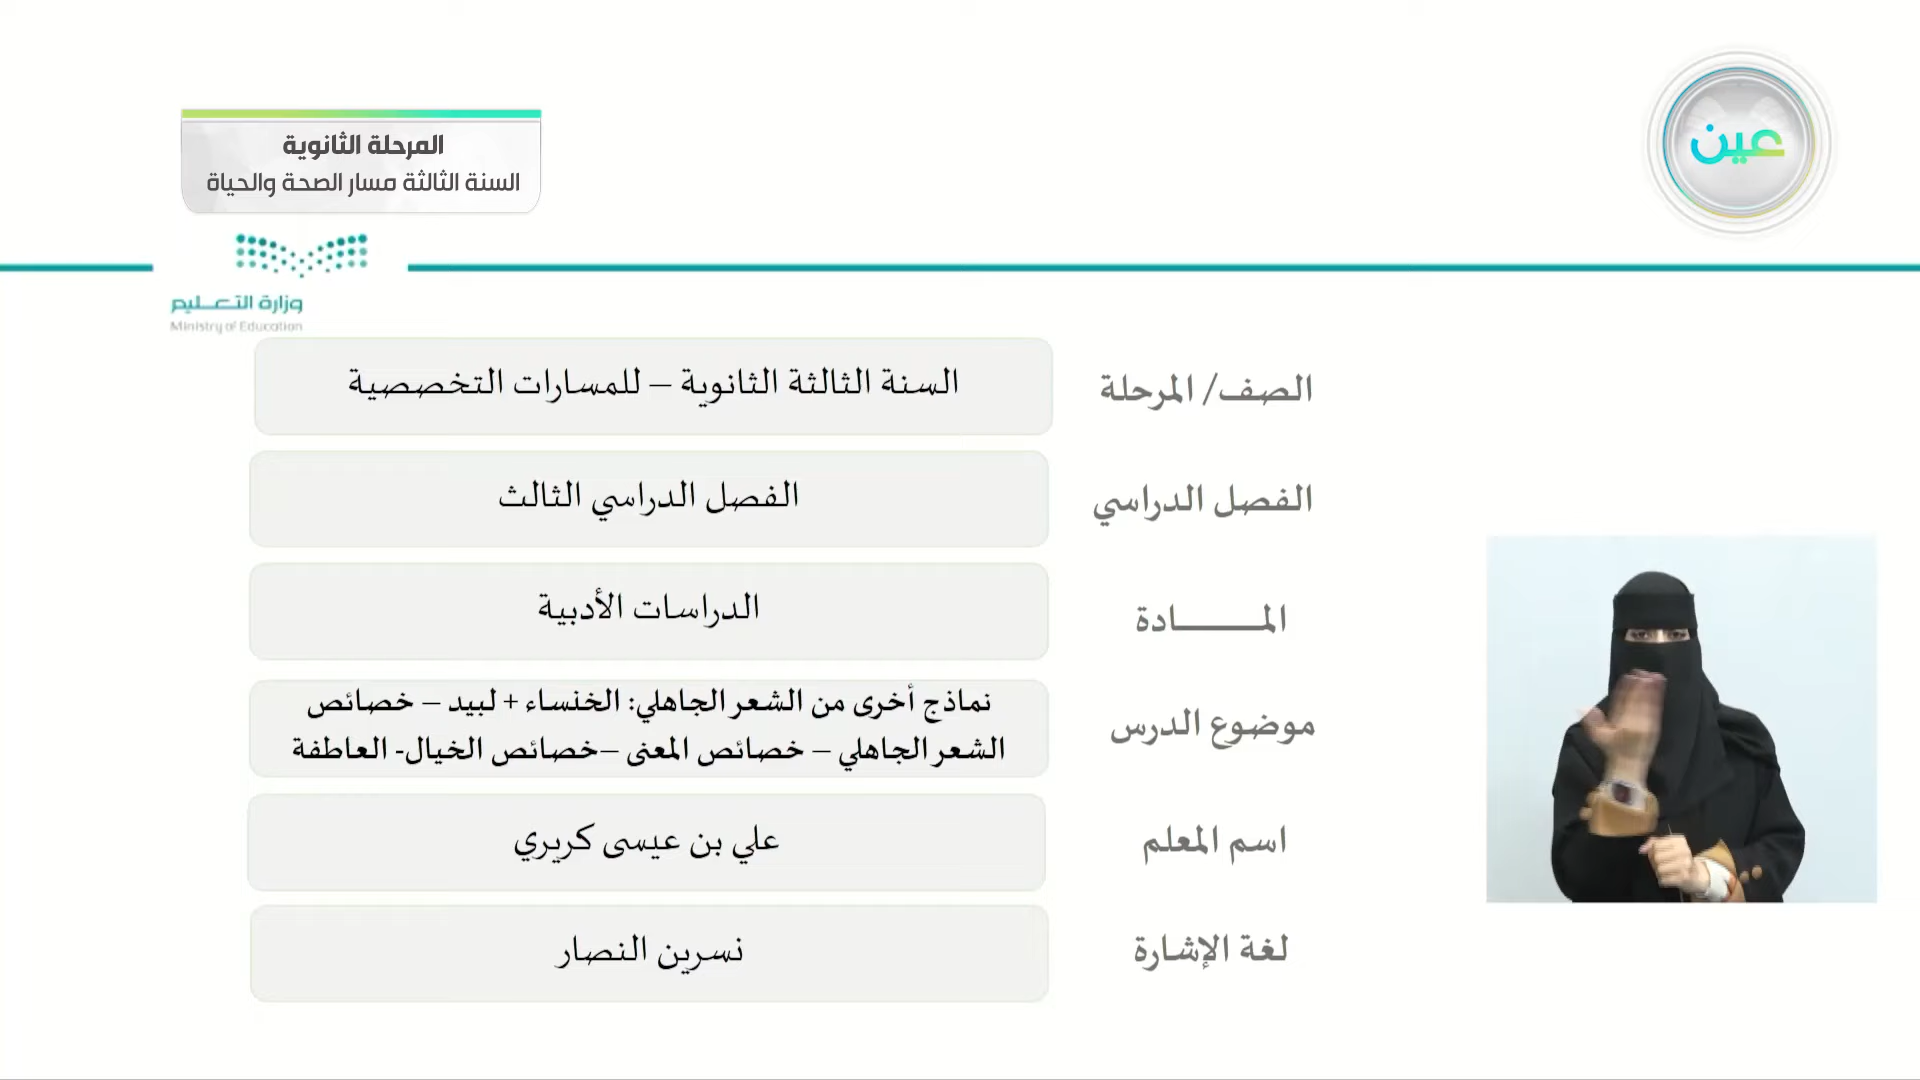 عين
المرحلة الثانوية
السنة الثالثة مسار الصحة والحياة
وزارة التعـــليم
Ministry of Education
الصف/ المرحلة
السنة الثالثة الثانوية – للمسارات التخصصية
الفصل الدراسي
الفصل الدراسي الثالث
المـــــــــادة
الدراسات الأدبية
موضوع الدرس
نماذج أخرى من الشعر الجاهلي: الخنساء + لبيد – خصائص
الشعر الجاهلي – خصائص المعنى –خصائص الخيال- العاطفة
اسم المعلم
علي بن عيسى كريري
لغة الإشارة
نسرين النصار